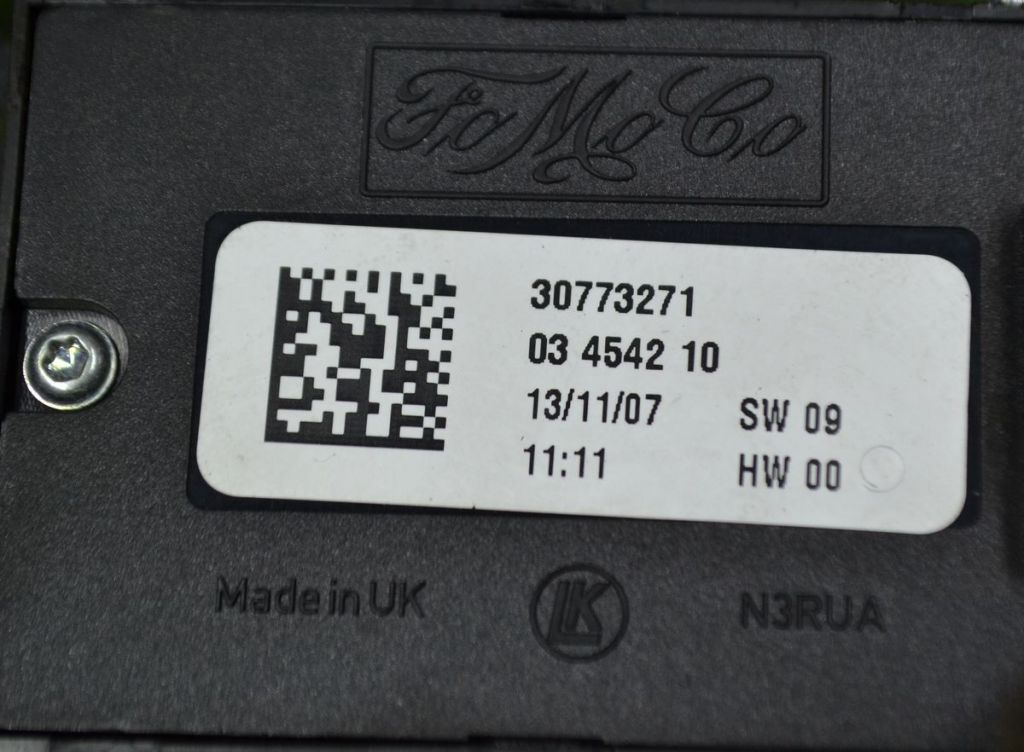 FoMoCo
30773271
03 4542 10
13/11/07 SW 09
11:11 HW 00
Made in UK LK N3RUA